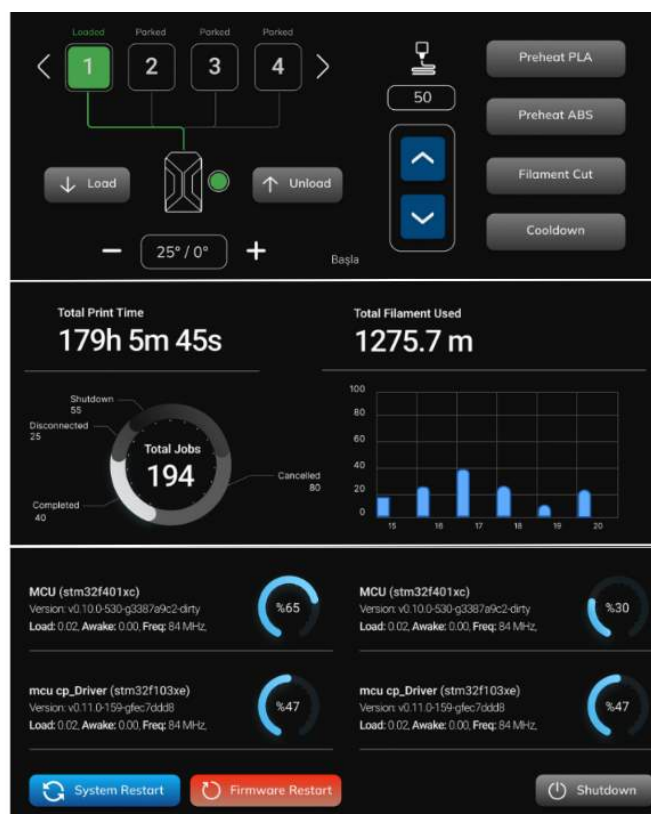 Loaded Parked Parked Parked
1 2 3 4
50
Preheat PLA
Preheat ABS
Filament Cut
Cooldown
Load
Unload
25°/0°
Başla
Total Print Time
179h 5m 45s
Total Filament Used
1275.7 m
Shutdown
55
Disconnected
25
Total Jobs
194
Cancelled
80
Completed
40
100
80
60
40
20
0
15 16 17 18 19 20
MCU (stm32f401xc)
Version: v0.10.0-530-g3387a9c2-dirty
Load: 0.02, Awake: 0.00, Freq: 84 MHz,
%65
MCU (stm32f401xc)
Version: v0.10.0-530-g3387a9c2-dirty
Load: 0.02, Awake: 0.00, Freq: 84 MHz,
%30
mcu cp_Driver (stm32f103xe)
Version: v0.11.0-159-gfec7ddd8
Load: 0.02, Awake: 0.00, Freq: 84 MHz,
%47
mcu cp_Driver (stm32f103xe)
Version: v0.11.0-159-gfec7ddd8
Load: 0.02, Awake: 0.00, Freq: 84 MHz,
%47
System Restart
Firmware Restart
Shutdown